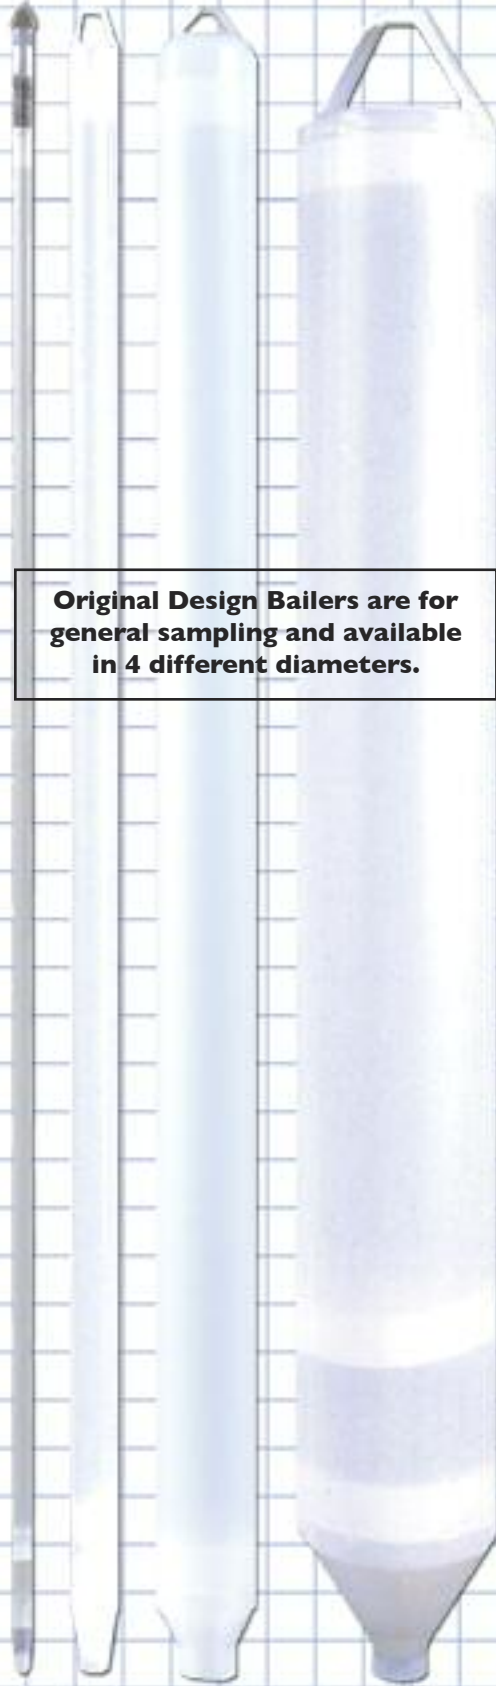 Original Design Bailers are for
general sampling and available
in 4 different diameters.